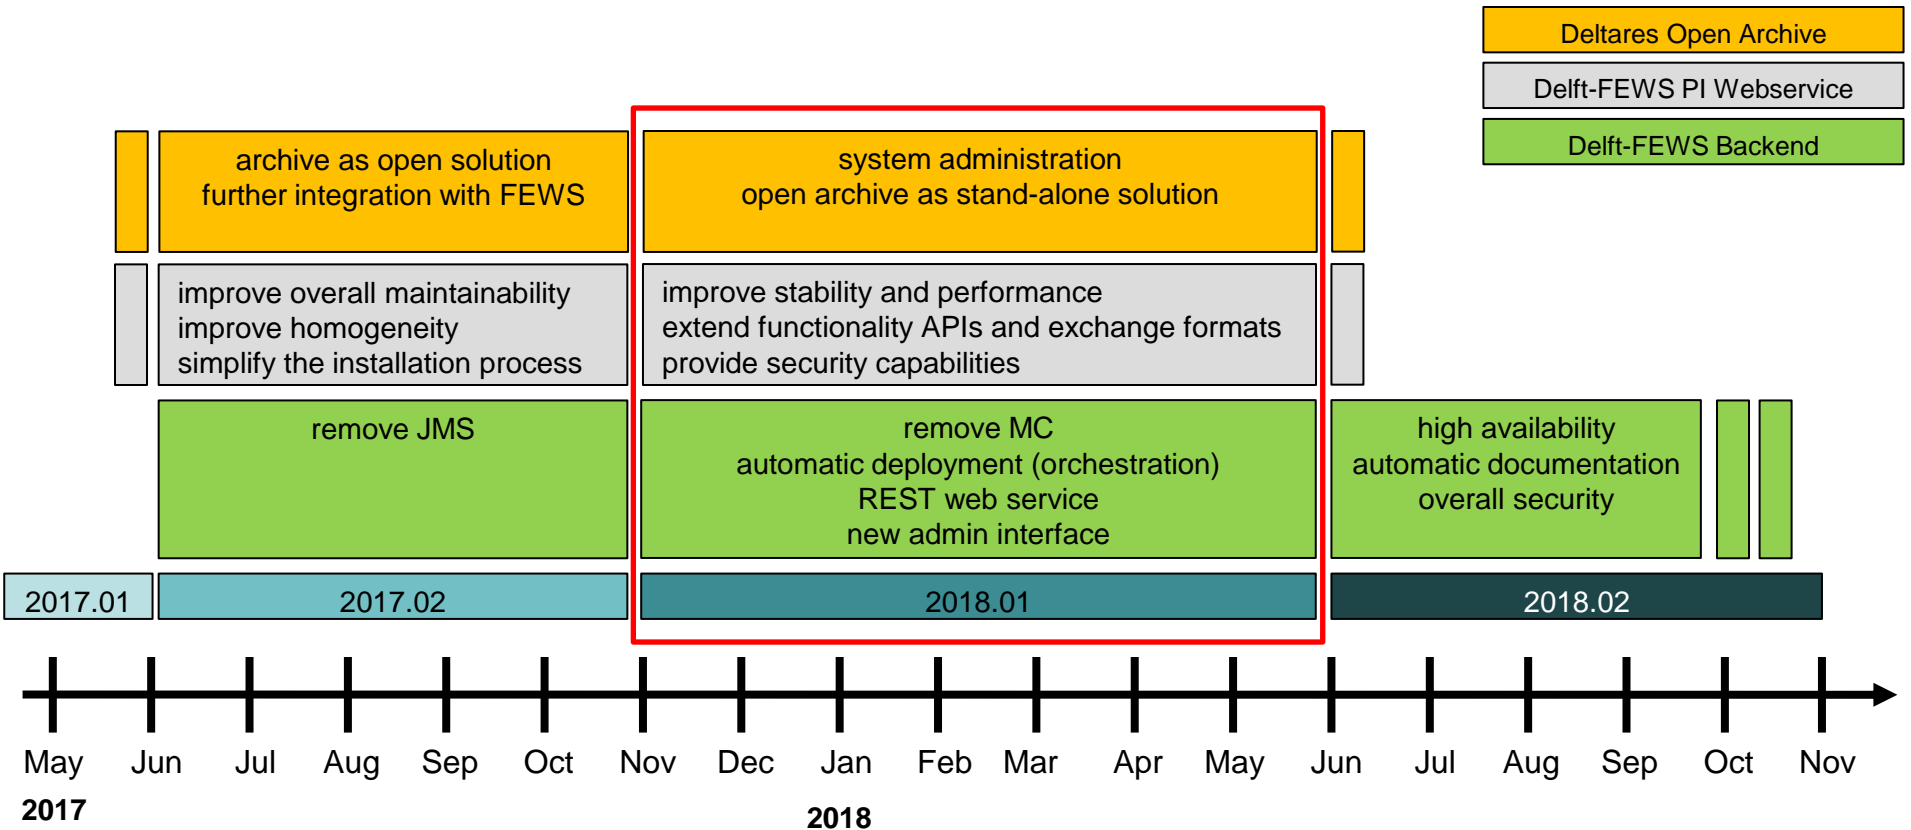 Deltares Open Archive
Delft-FEWS PI Webservice
Delft-FEWS Backend
archive as open solution
further integration with FEWS
system administration
open archive as stand-alone solution
improve overall maintainability
improve homogeneity
simplify the installation process
improve stability and performance
extend functionality APIs and exchange formats
provide security capabilities
remove JMS
remove MC
automatic deployment (orchestration)
REST web service
new admin interface
high availability
automatic documentation
overall security
2017.01
2017.02
2018.01
2018.02
May Jun Jul Aug Sep Oct Nov Dec Jan Feb Mar Apr May Jun Jul Aug Sep Oct Nov
2017 2018